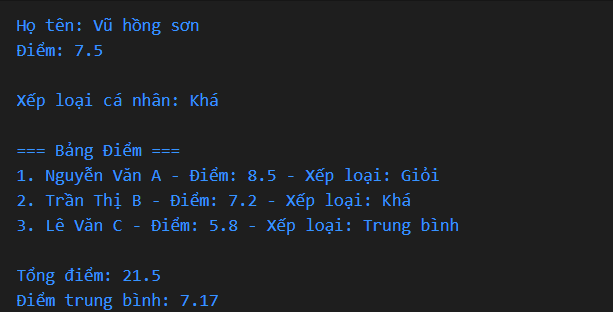 Họ tên: Vũ hồng sơn
Điểm: 7.5
Xếp loại cá nhân: Khá
=== Bảng Điểm ===
1. Nguyễn Văn A - Điểm: 8.5 - Xếp loại: Giỏi
2. Trần Thị B - Điểm: 7.2 - Xếp loại: Khá
3. Lê Văn C - Điểm: 5.8 - Xếp loại: Trung bình
Tổng điểm: 21.5
Điểm trung bình: 7.17